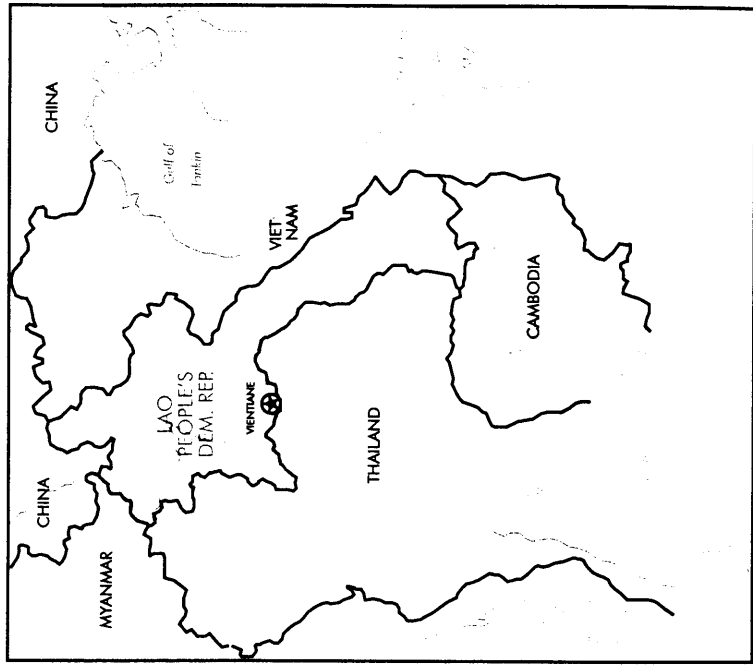 CHINA
CHINA
MYANMAR
Gulf of
Tonkin
VIET
NAM
LAO
PEOPLE'S
DEM. REP.
VIENTIANE
THAILAND
CAMBODIA